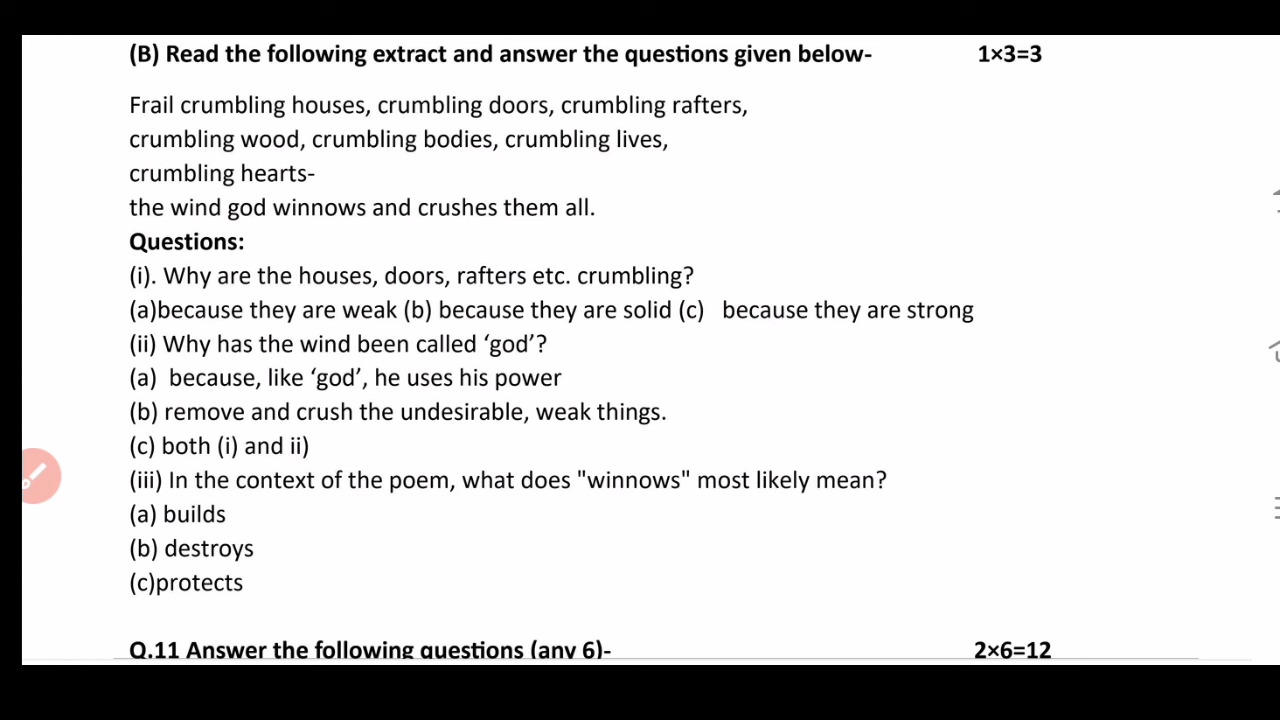 (B) Read the following extract and answer the questions given below- 1×3=3
Frail crumbling houses, crumbling doors, crumbling rafters,
crumbling wood, crumbling bodies, crumbling lives,
crumbling hearts-
the wind god winnows and crushes them all.
Questions:
(i). Why are the houses, doors, rafters etc. crumbling?
(a)because they are weak (b) because they are solid (c) because they are strong
(ii) Why has the wind been called ‘god’?
(a) because, like ‘god’, he uses his power
(b) remove and crush the undesirable, weak things.
(c) both (i) and ii)
(iii) In the context of the poem, what does "winnows" most likely mean?
(a) builds
(b) destroys
(c)protects
Q.11 Answer the following questions (any 6)- 2×6=12